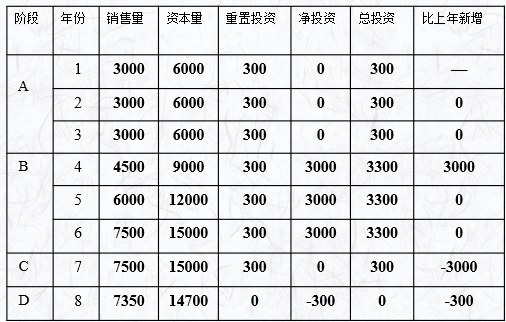 阶段 年份 销售量 资本量 重置投资 净投资 总投资 比上年新增
A 1 3000 6000 300 0 300 —
2 3000 6000 300 0 300 0
3 3000 6000 300 0 300 0
B 4 4500 9000 300 3000 3300 3000
5 6000 12000 300 3000 3300 0
6 7500 15000 300 3000 3300 0
C 7 7500 15000 300 0 300 -3000
D 8 7350 14700 0 -300 0 -300